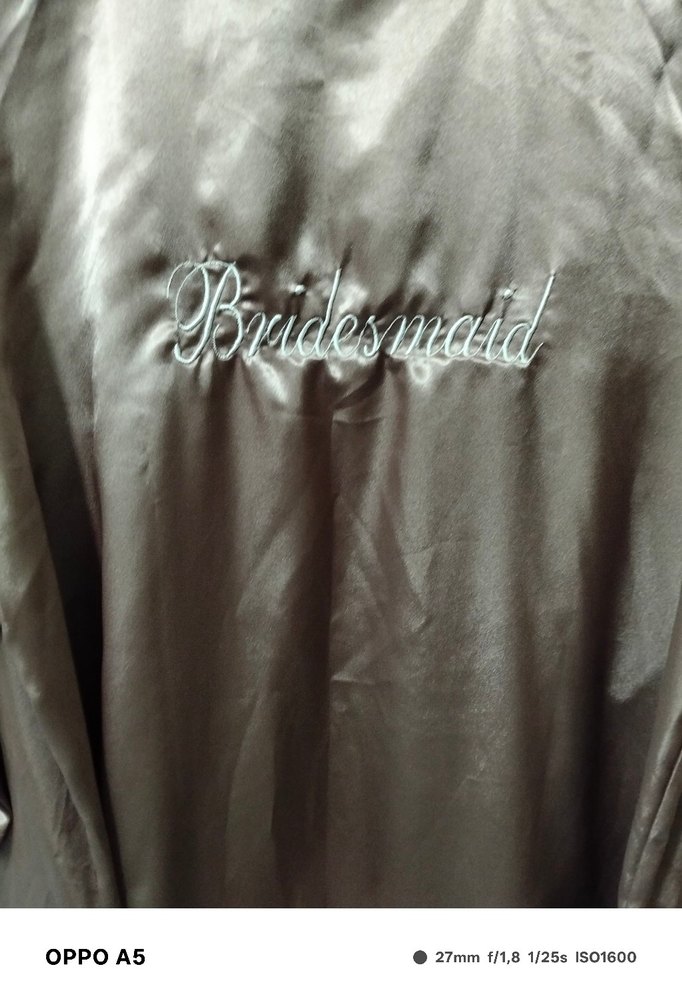 Bridesmaid
OPPO A5
27mm f/1,8 1/25s ISO1600